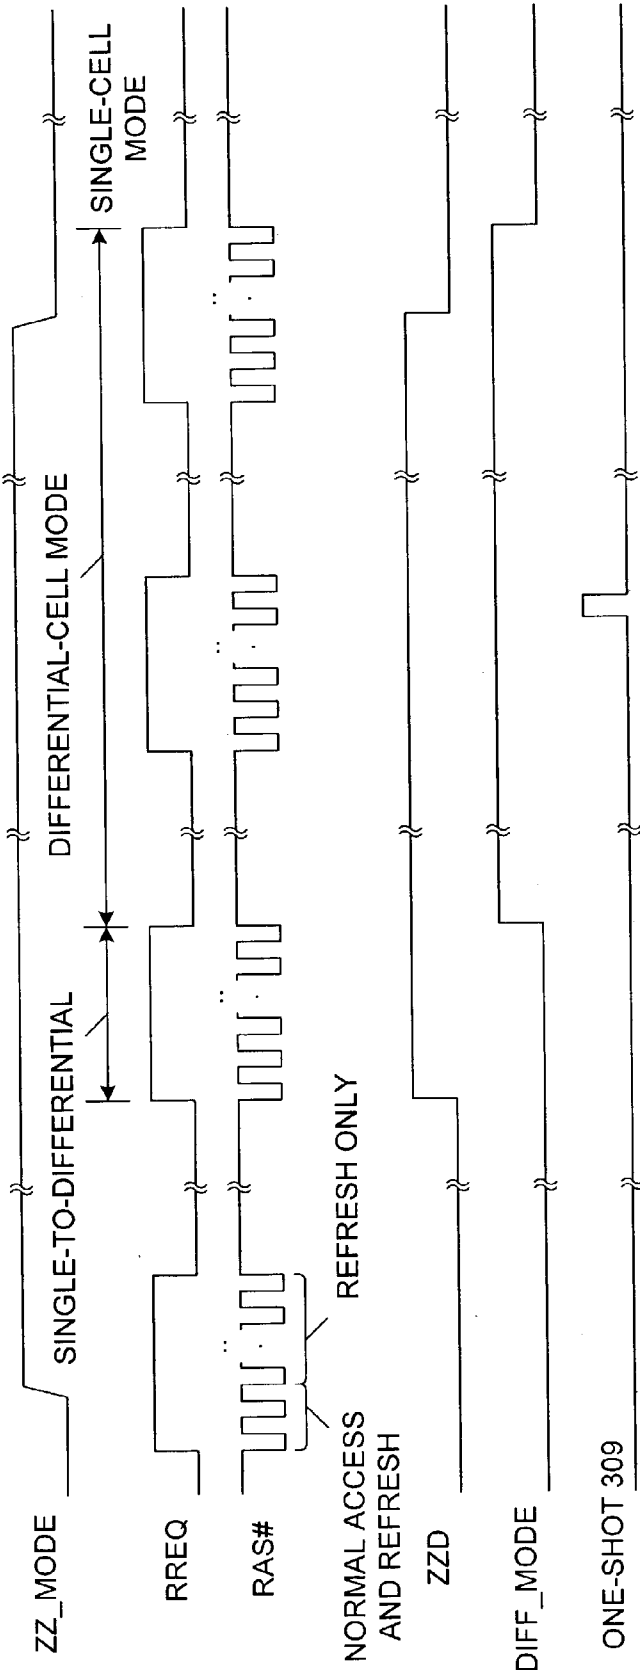 ZZ_MODE
SINGLE-TO-DIFFERENTIAL
DIFFERENTIAL-CELL MODE
SINGLE-CELL
MODE
RREQ
RAS#
NORMAL ACCESS
AND REFRESH
REFRESH ONLY
ZZD
DIFF_MODE
ONE-SHOT 309